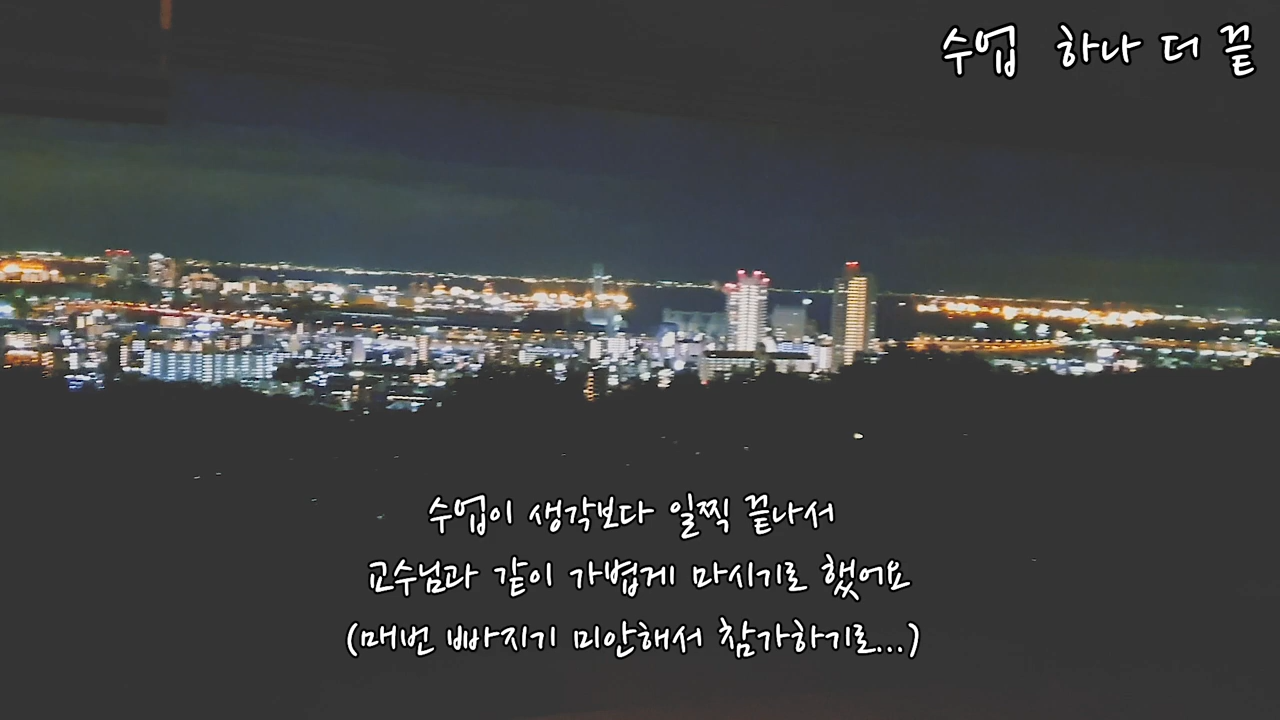 수업 하나 더 끝
수업이 생각보다 일찍 끝나서
교수님과 같이 가볍게 마시기로 했어요
(매번 빠지기 미안해서 참가하기로...)